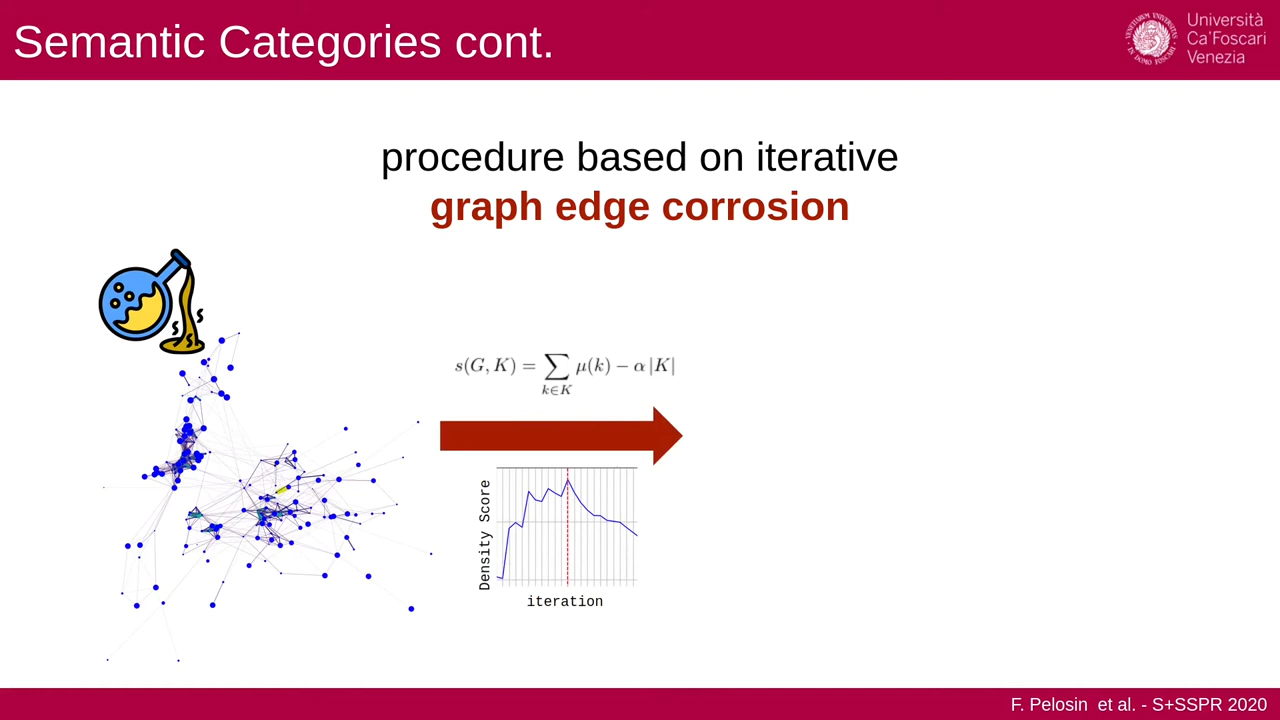 Semantic Categories cont.
Università
Ca'Foscari
Venezia
procedure based on iterative
graph edge corrosion
s(G, K) = ∑ μ(k) − α |K|
k∈K
Density Score
iteration
F. Pelosin et al. - S+SSPR 2020